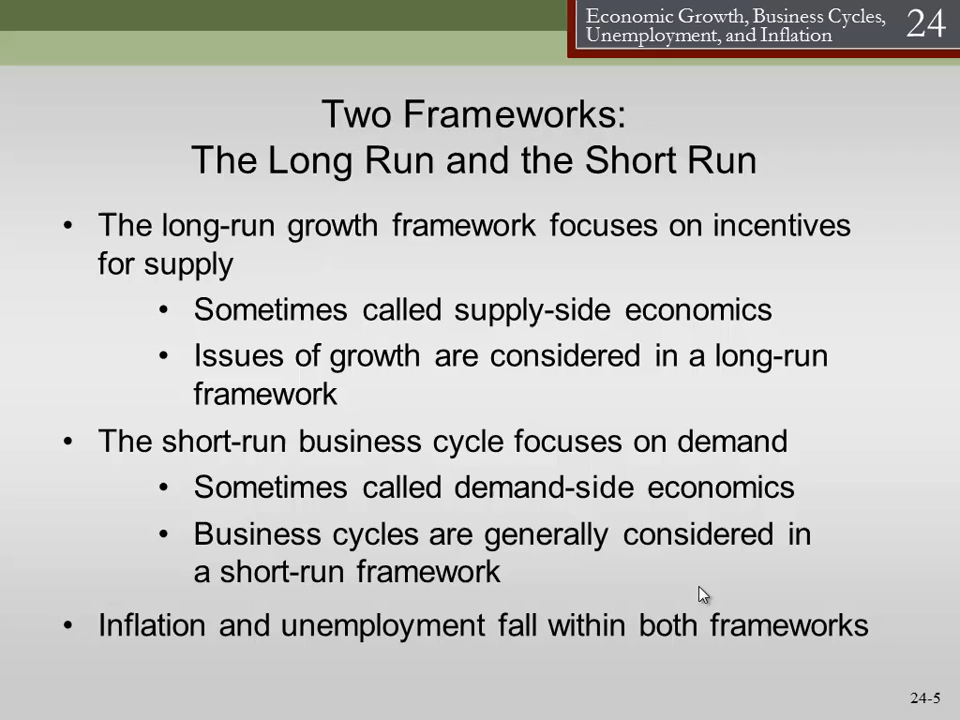 Economic Growth, Business Cycles,
Unemployment, and Inflation
24
Two Frameworks:
The Long Run and the Short Run
• The long-run growth framework focuses on incentives
for supply
• Sometimes called supply-side economics
• Issues of growth are considered in a long-run
framework
• The short-run business cycle focuses on demand
• Sometimes called demand-side economics
• Business cycles are generally considered in
a short-run framework
• Inflation and unemployment fall within both frameworks
24-5